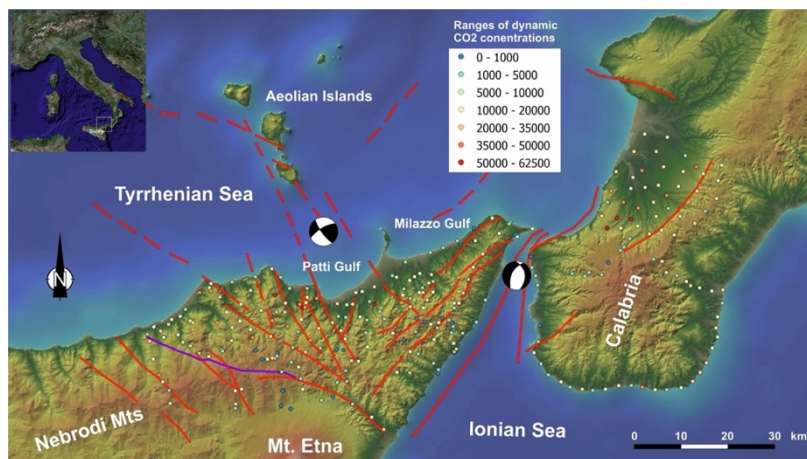 Ranges of dynamic
CO2 conentrations
0 - 1000
1000 - 5000
5000 - 10000
10000 - 20000
20000 - 35000
35000 - 50000
50000 - 62500
Aeolian Islands
Tyrrhenian Sea
Milazzo Gulf
Patti Gulf
N
Calabria
Nebrodi Mts
Mt. Etna
Ionian Sea
0 10 20 30 km